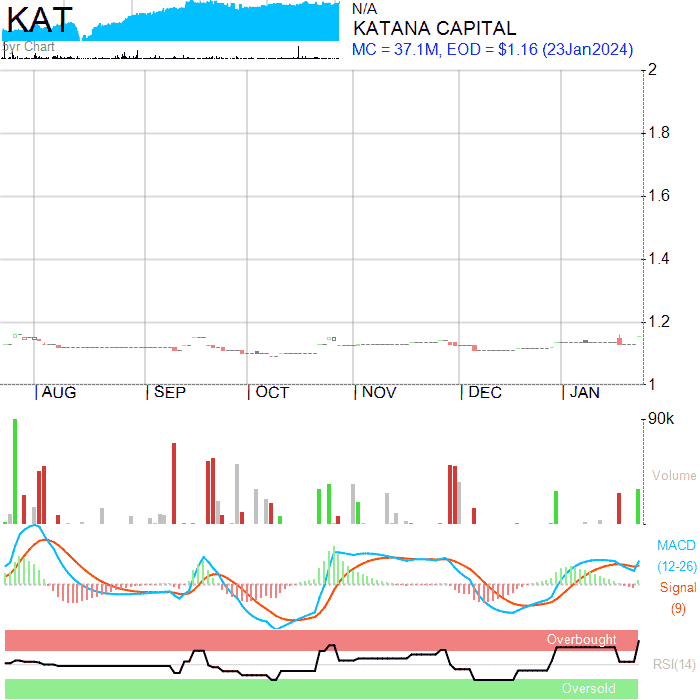 KAT
5yr Chart
N/A
KATANA CAPITAL
MC = 37.1M, EOD = $1.16 (23Jan2024)
2
1.8
1.6
1.4
1.2
1
AUG SEP OCT NOV DEC JAN
90k
Volume
MACD
(12-26)
Signal
(9)
Overbought
RSI(14)
Oversold